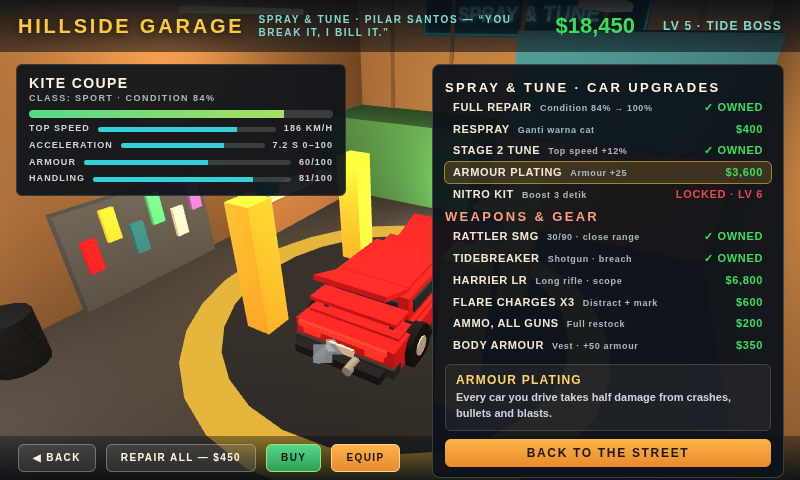 HILLSIDE GARAGE
SPRAY & TUNE · PILAR SANTOS — “YOU
BREAK IT, I BILL IT.”
SPRAY & TUNE
$18,450
LV 5 · TIDE BOSS
KITE COUPE
CLASS: SPORT · CONDITION 84%
TOP SPEED 186 KM/H
ACCELERATION 7.2 S 0–100
ARMOUR 60/100
HANDLING 81/100
SPRAY & TUNE · CAR UPGRADES
FULL REPAIR Condition 84% → 100% ✓ OWNED
RESPRAY Ganti warna cat $400
STAGE 2 TUNE Top speed +12% ✓ OWNED
ARMOUR PLATING Armour +25 $3,600
NITRO KIT Boost 3 detik LOCKED · LV 6
WEAPONS & GEAR
RATTLER SMG 30/90 · close range ✓ OWNED
TIDEBREAKER Shotgun · breach ✓ OWNED
HARRIER LR Long rifle · scope $6,800
FLARE CHARGES X3 Distract + mark $600
AMMO, ALL GUNS Full restock $200
BODY ARMOUR Vest · +50 armour $350
ARMOUR PLATING
Every car you drive takes half damage from crashes,
bullets and blasts.
◀ BACK
REPAIR ALL — $450
BUY
EQUIP
BACK TO THE STREET